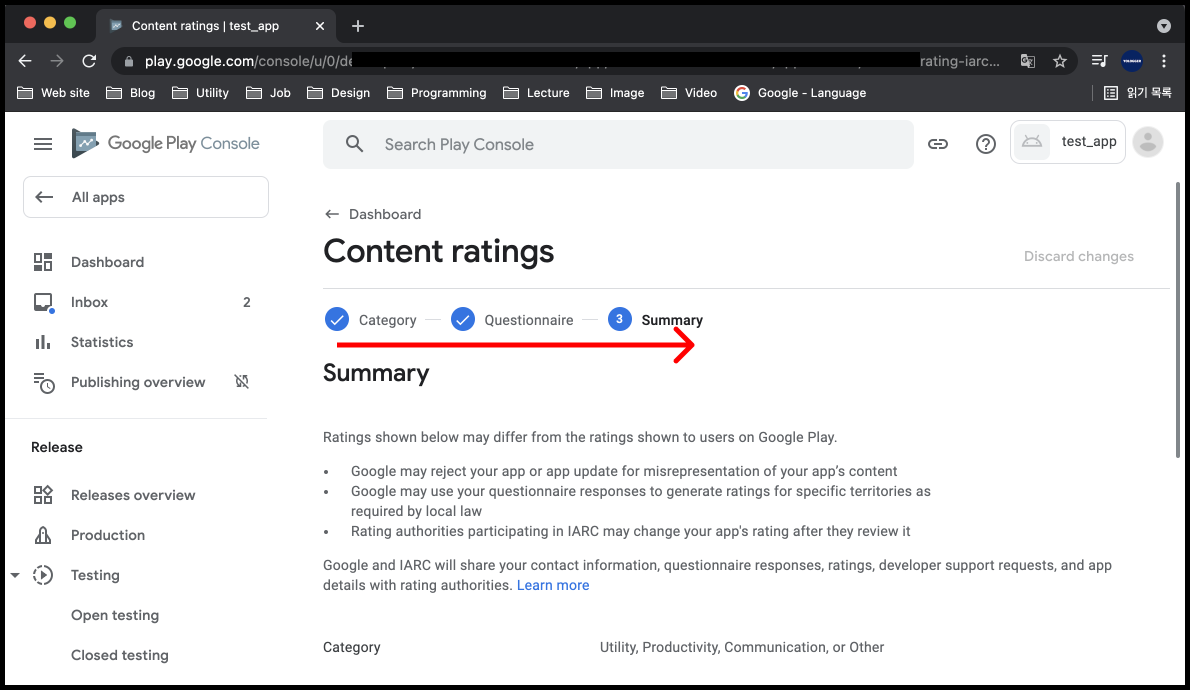 Content ratings | test_app
play.google.com/console/u/0/de
rating-iarc...
Web site Blog Utility Job Design Programming Lecture Image Video Google - Language 읽기 목록
Google Play Console
Search Play Console
test_app
All apps
Dashboard
Inbox 2
Statistics
Publishing overview
Release
Releases overview
Production
Testing
Open testing
Closed testing
Dashboard
Content ratings
Discard changes
Category Questionnaire 3 Summary
Summary
Ratings shown below may differ from the ratings shown to users on Google Play.
• Google may reject your app or app update for misrepresentation of your app’s content
• Google may use your questionnaire responses to generate ratings for specific territories as
required by local law
• Rating authorities participating in IARC may change your app's rating after they review it
Google and IARC will share your contact information, questionnaire responses, ratings, developer support requests, and app
details with rating authorities. Learn more
Category Utility, Productivity, Communication, or Other